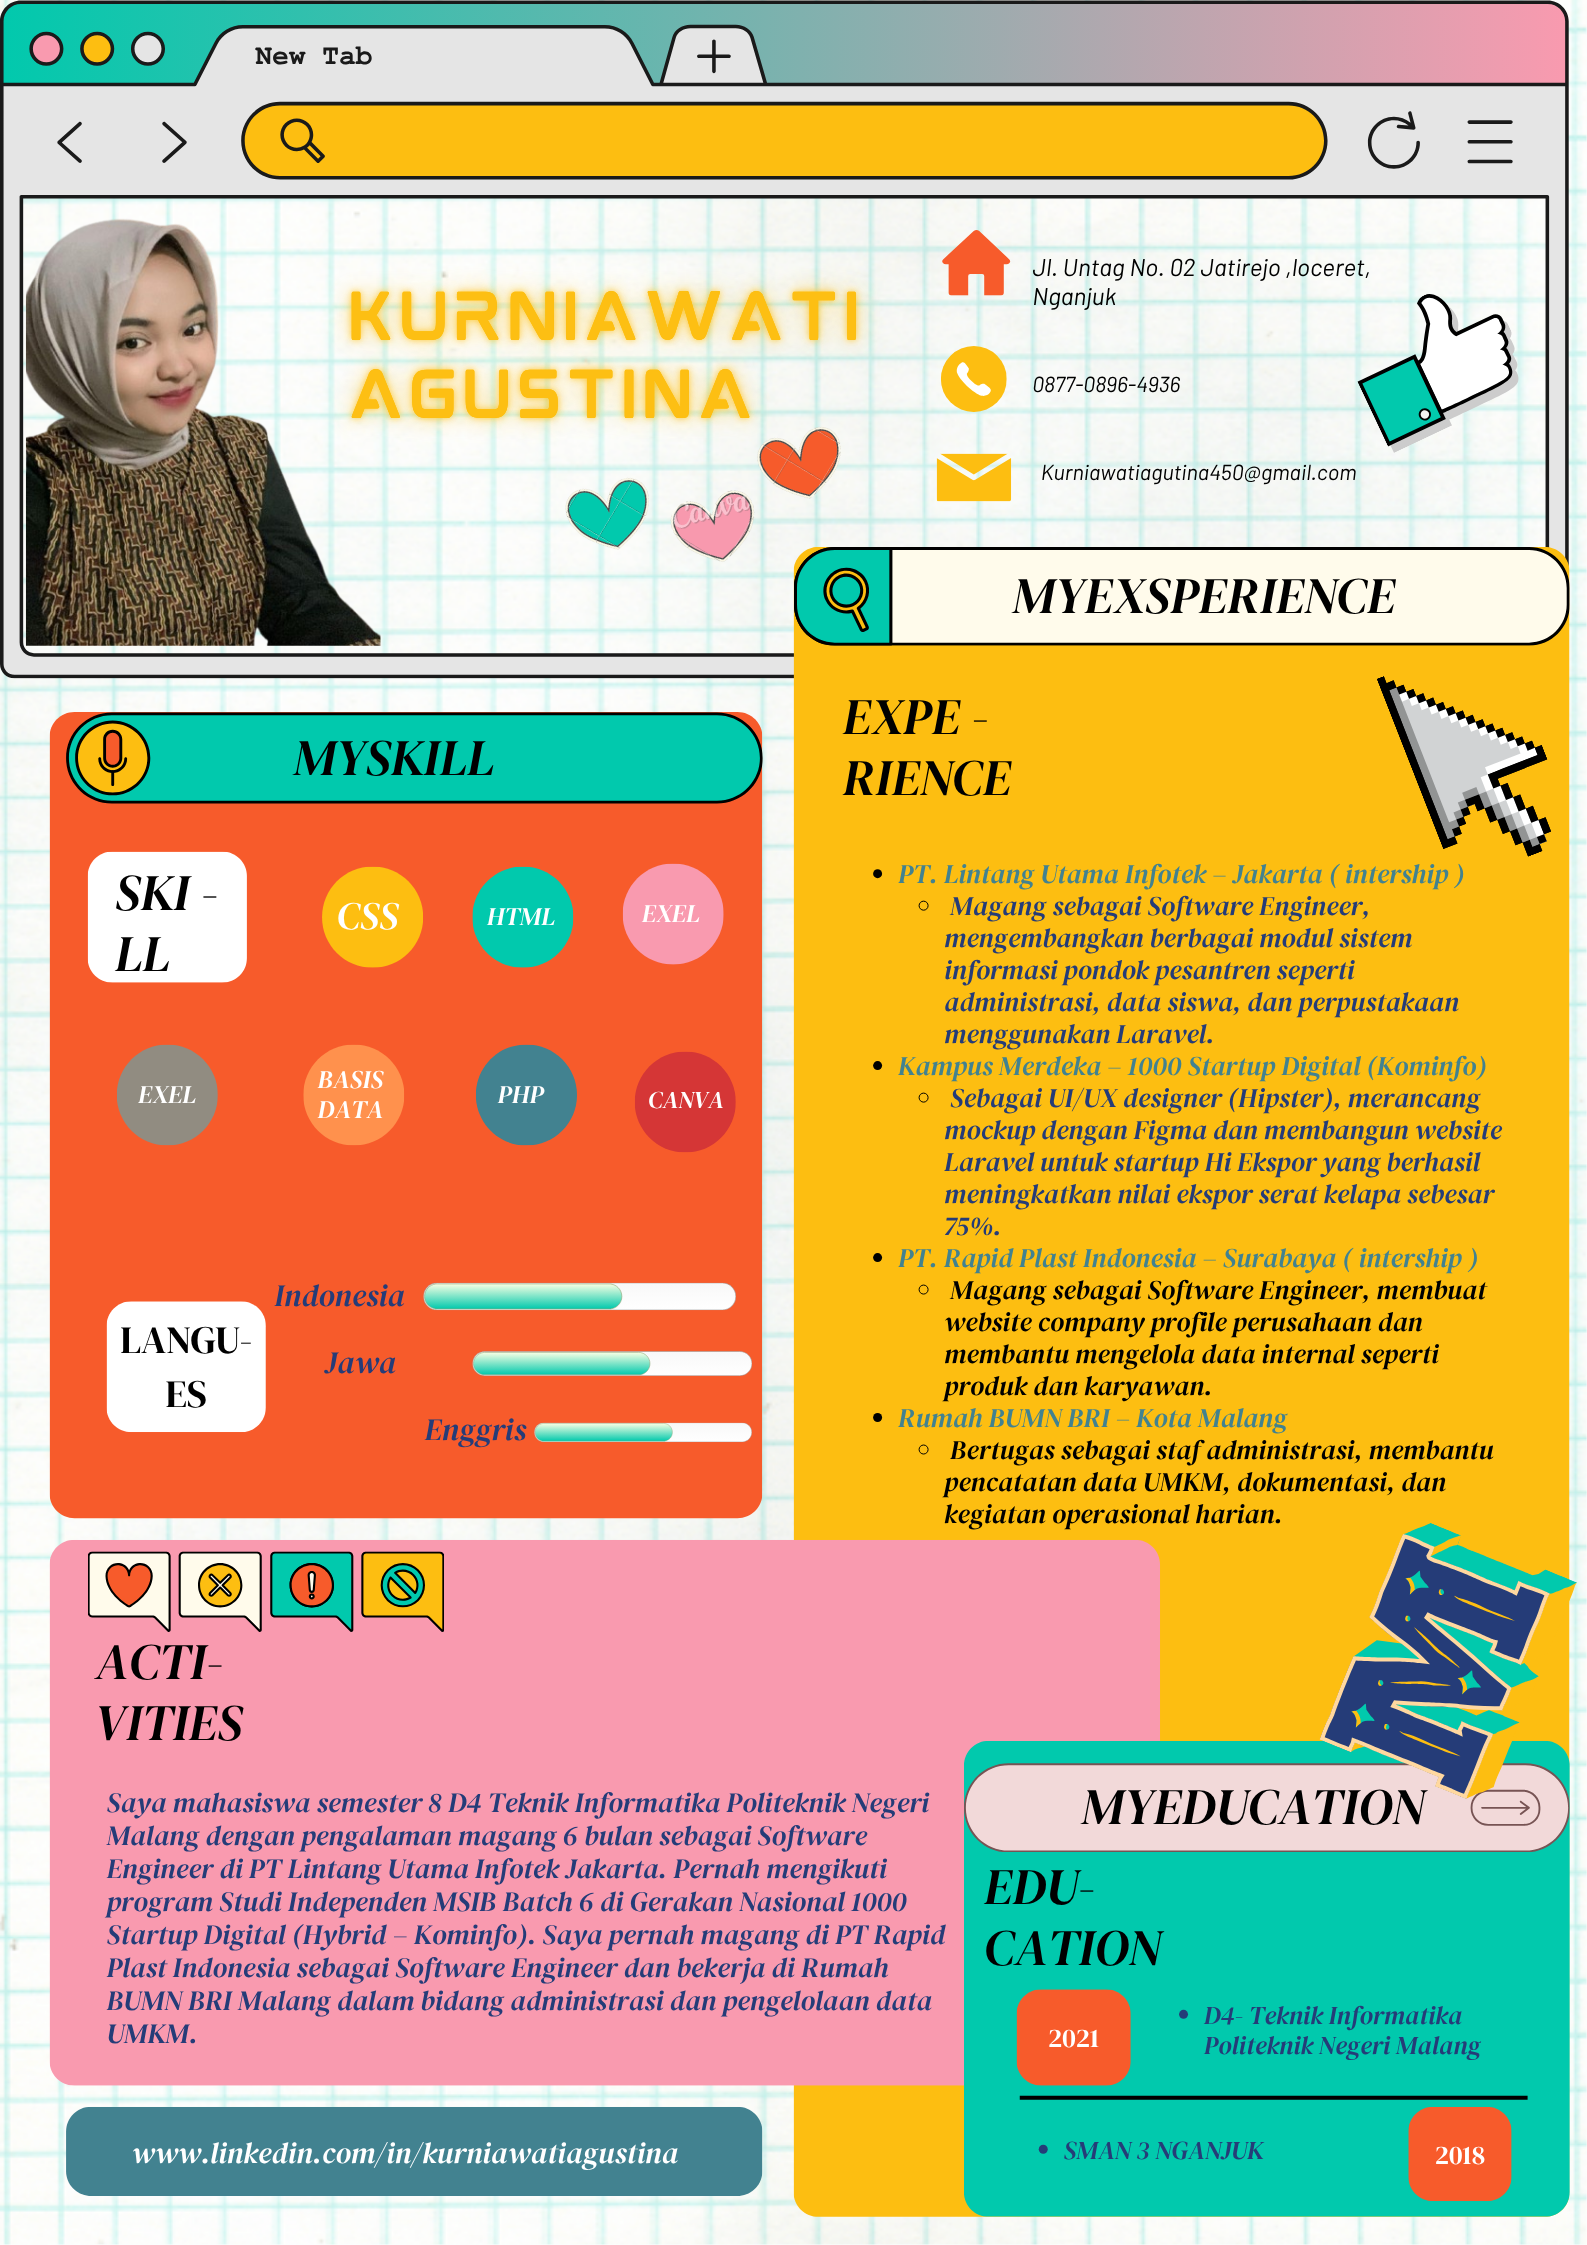 New Tab
KURNIAWATI
AGUSTINA
Jl. Untag No. 02 Jatirejo ,loceret,
Nganjuk
0877-0896-4936
Kurniawatiagutina450@gmail.com
Canva
MYEXSPERIENCE
EXPE -
RIENCE
PT. Lintang Utama Infotek – Jakarta ( intership )
Magang sebagai Software Engineer,
mengembangkan berbagai modul sistem
informasi pondok pesantren seperti
administrasi, data siswa, dan perpustakaan
menggunakan Laravel.
Kampus Merdeka – 1000 Startup Digital (Kominfo)
Sebagai UI/UX designer (Hipster), merancang
mockup dengan Figma dan membangun website
Laravel untuk startup Hi Ekspor yang berhasil
meningkatkan nilai ekspor serat kelapa sebesar
75%.
PT. Rapid Plast Indonesia – Surabaya ( intership )
Magang sebagai Software Engineer, membuat
website company profile perusahaan dan
membantu mengelola data internal seperti
produk dan karyawan.
Rumah BUMN BRI – Kota Malang
Bertugas sebagai staf administrasi, membantu
pencatatan data UMKM, dokumentasi, dan
kegiatan operasional harian.
MYSKILL
SKI -
LL
CSS
HTML
EXEL
EXEL
BASIS
DATA
PHP
CANVA
LANGU-
ES
Indonesia
Jawa
Enggris
ACTI-
VITIES
Saya mahasiswa semester 8 D4 Teknik Informatika Politeknik Negeri
Malang dengan pengalaman magang 6 bulan sebagai Software
Engineer di PT Lintang Utama Infotek Jakarta. Pernah mengikuti
program Studi Independen MSIB Batch 6 di Gerakan Nasional 1000
Startup Digital (Hybrid – Kominfo). Saya pernah magang di PT Rapid
Plast Indonesia sebagai Software Engineer dan bekerja di Rumah
BUMN BRI Malang dalam bidang administrasi dan pengelolaan data
UMKM.
www.linkedin.com/in/kurniawatiagustina
M
MYEDUCATION
EDU-
CATION
2021
D4- Teknik Informatika
Politeknik Negeri Malang
SMAN 3 NGANJUK
2018